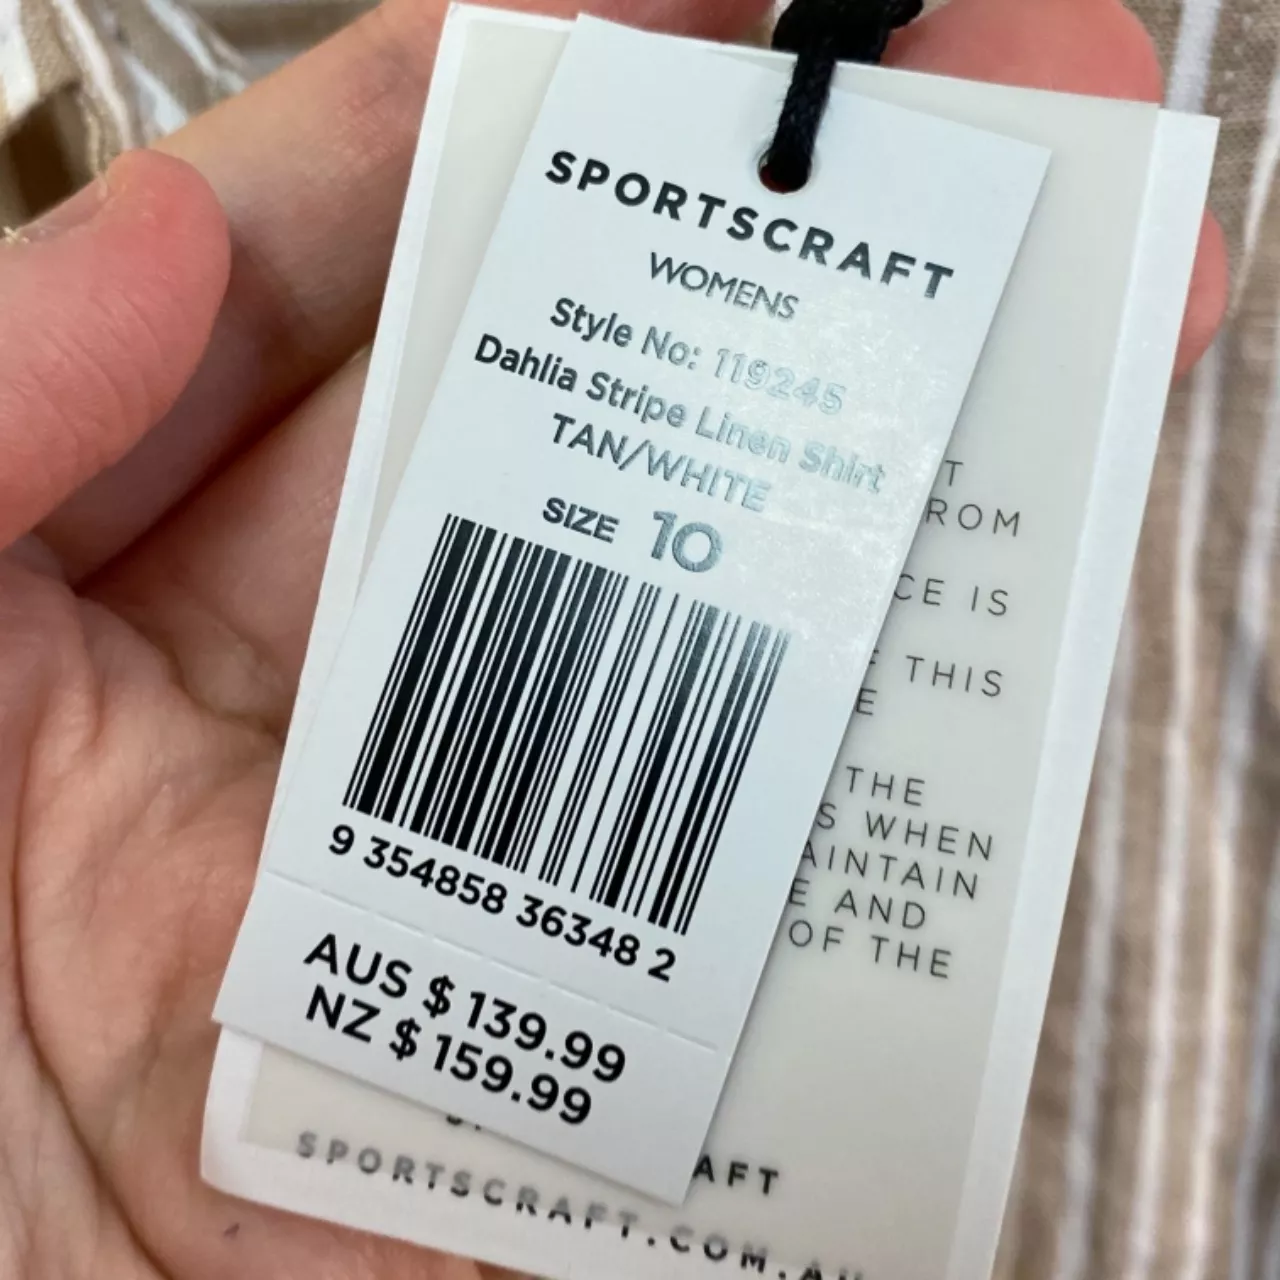 SPORTSCRAFT
WOMENS
Style No: 119245
Dahlia Stripe Linen Shirt
TAN/WHITE
SIZE 10
9 354858 36348 2
AUS $ 139.99
NZ $ 159.99
T
ROM
CE IS
F THIS
E
THE
S WHEN
AINTAIN
E AND
OF THE
AFT
SPORTSCRAFT.COM.AU